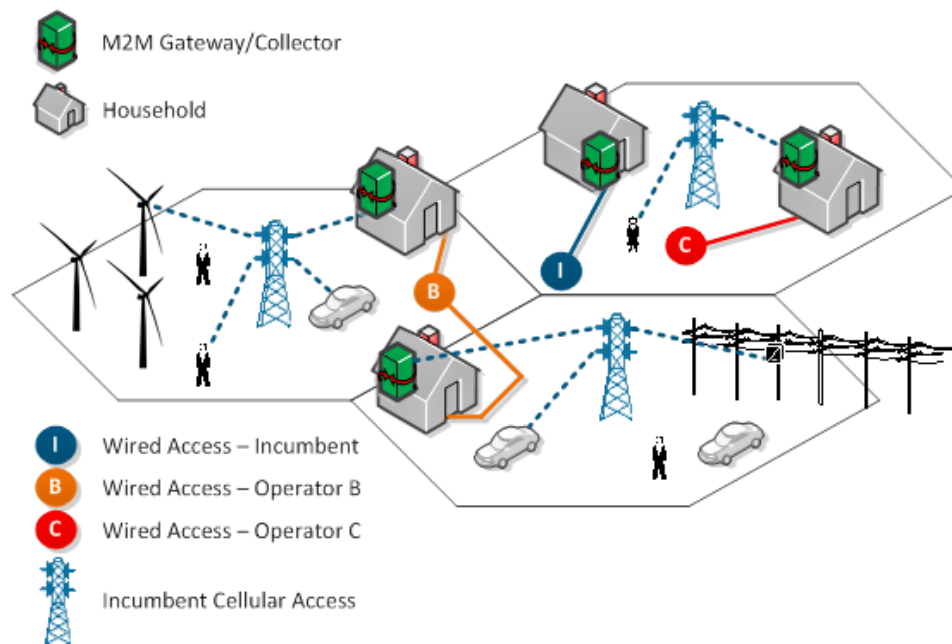 M2M Gateway/Collector
Household
I
C
B
I Wired Access – Incumbent
B Wired Access – Operator B
C Wired Access – Operator C
Incumbent Cellular Access